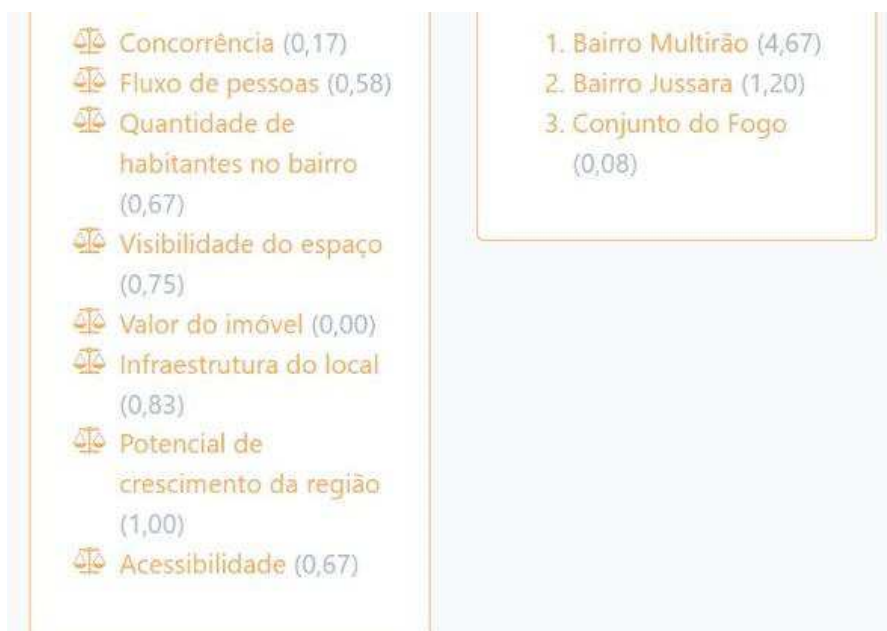 Concorrência (0,17)
Fluxo de pessoas (0,58)
Quantidade de
habitantes no bairro
(0,67)
Visibilidade do espaço
(0,75)
Valor do imóvel (0,00)
Infraestrutura do local
(0,83)
Potencial de
crescimento da região
(1,00)
Acessibilidade (0,67)
1. Bairro Multirão (4,67)
2. Bairro Jussara (1,20)
3. Conjunto do Fogo
(0,08)